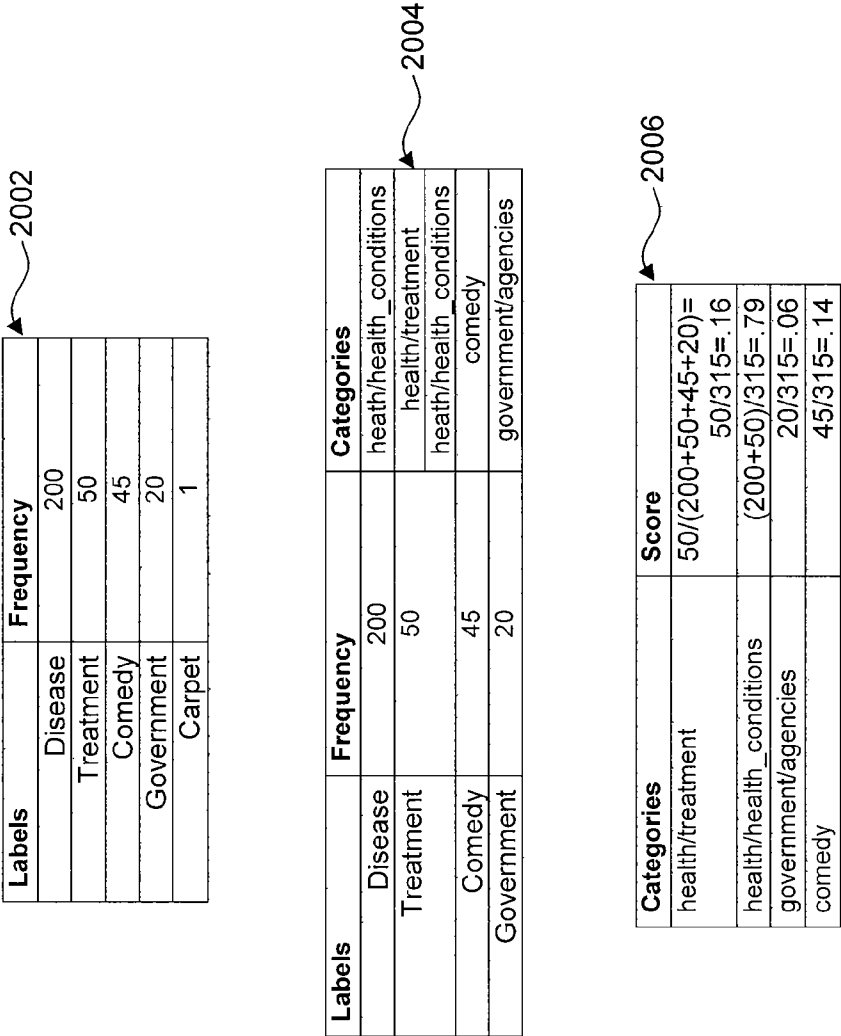 2002
Labels Frequency
Disease 200
Treatment 50
Comedy 45
Government 20
Carpet 1
2004
Labels Frequency Categories
Disease 200 heath/health_conditions
Treatment 50 health/treatment
heath/health_conditions
Comedy 45 comedy
Government 20 government/agencies
2006
Categories Score
health/treatment 50/(200+50+45+20)=
50/315=.16
health/health_conditions (200+50)/315=.79
government/agencies 20/315=.06
comedy 45/315=.14